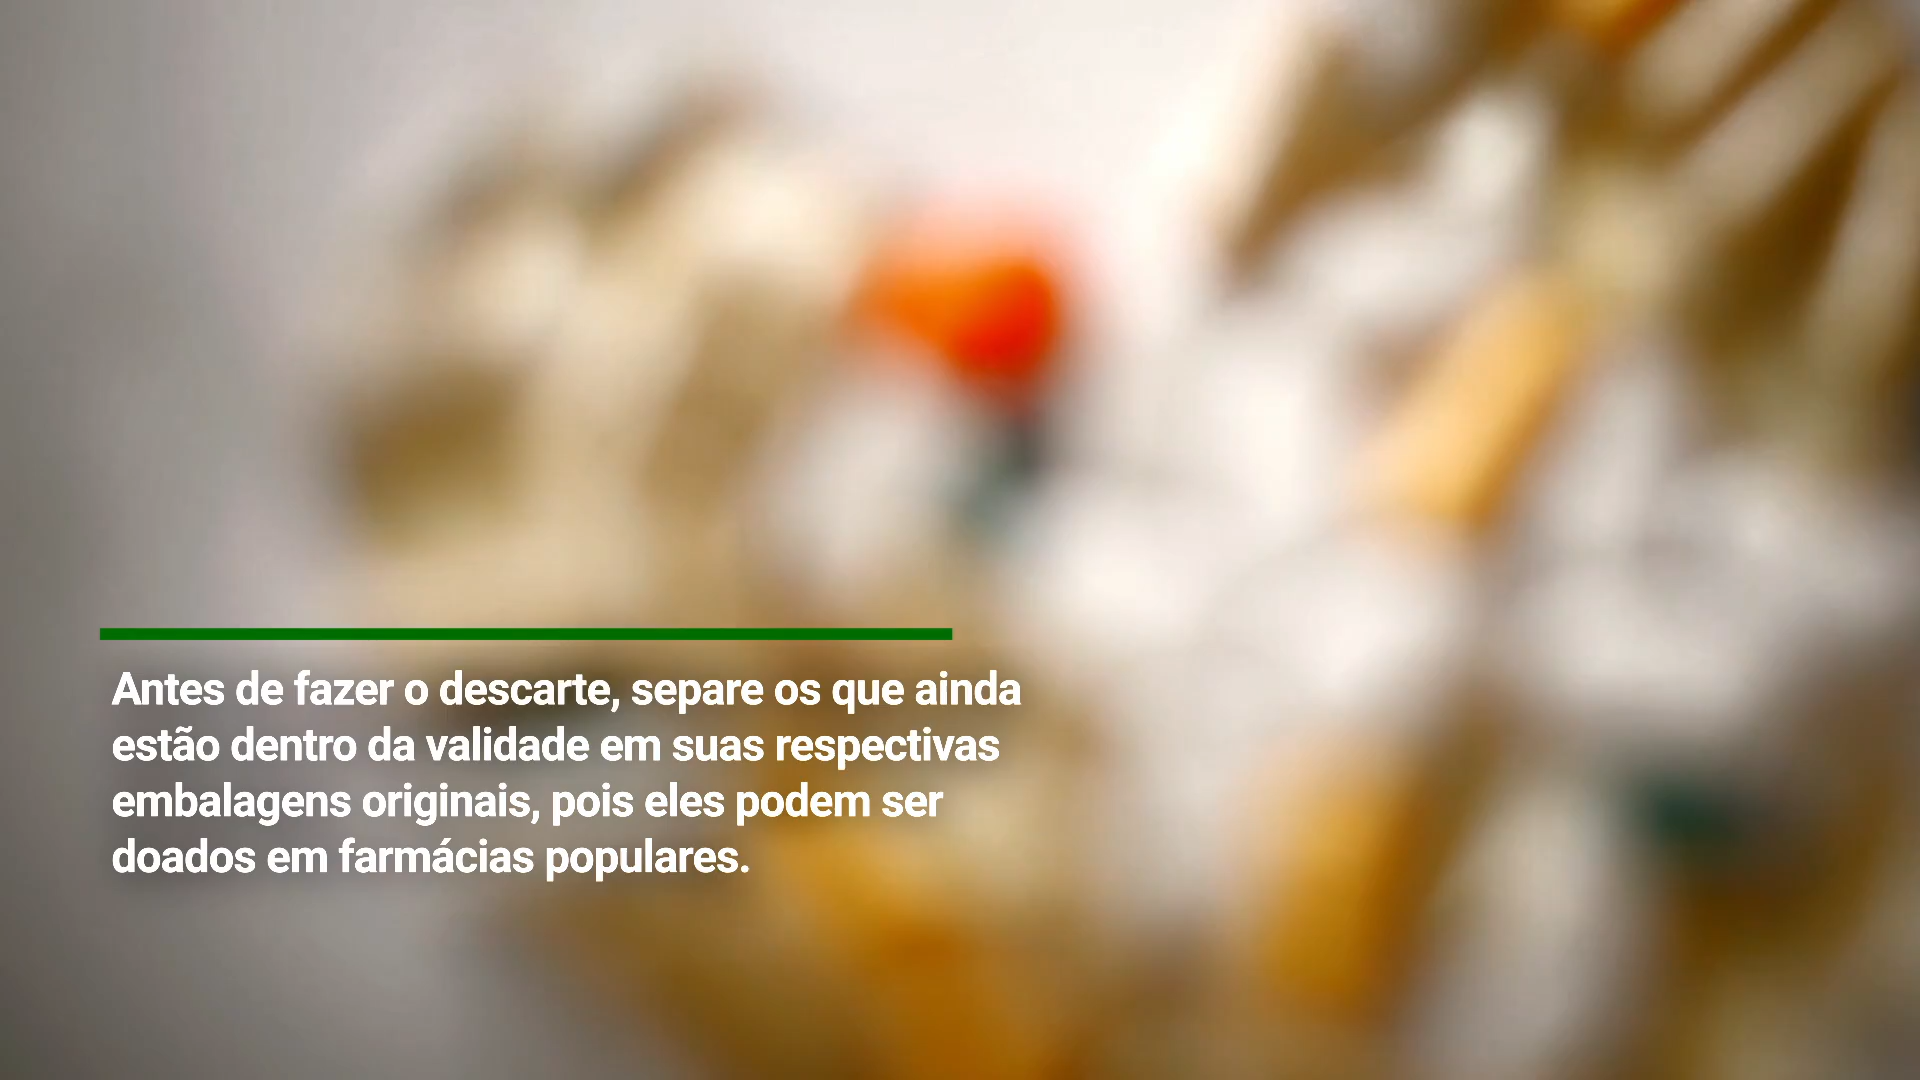 Antes de fazer o descarte, separe os que ainda
estão dentro da validade em suas respectivas
embalagens originais, pois eles podem ser
doados em farmácias populares.